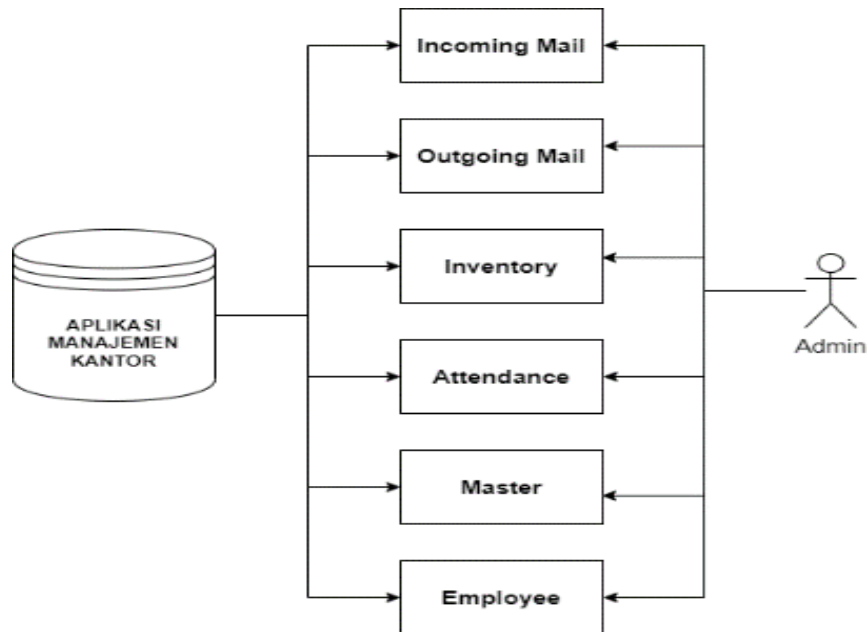 Incoming Mail
Outgoing Mail
Inventory
APLIKASI
MANAJEMEN
KANTOR
Admin
Attendance
Master
Employee